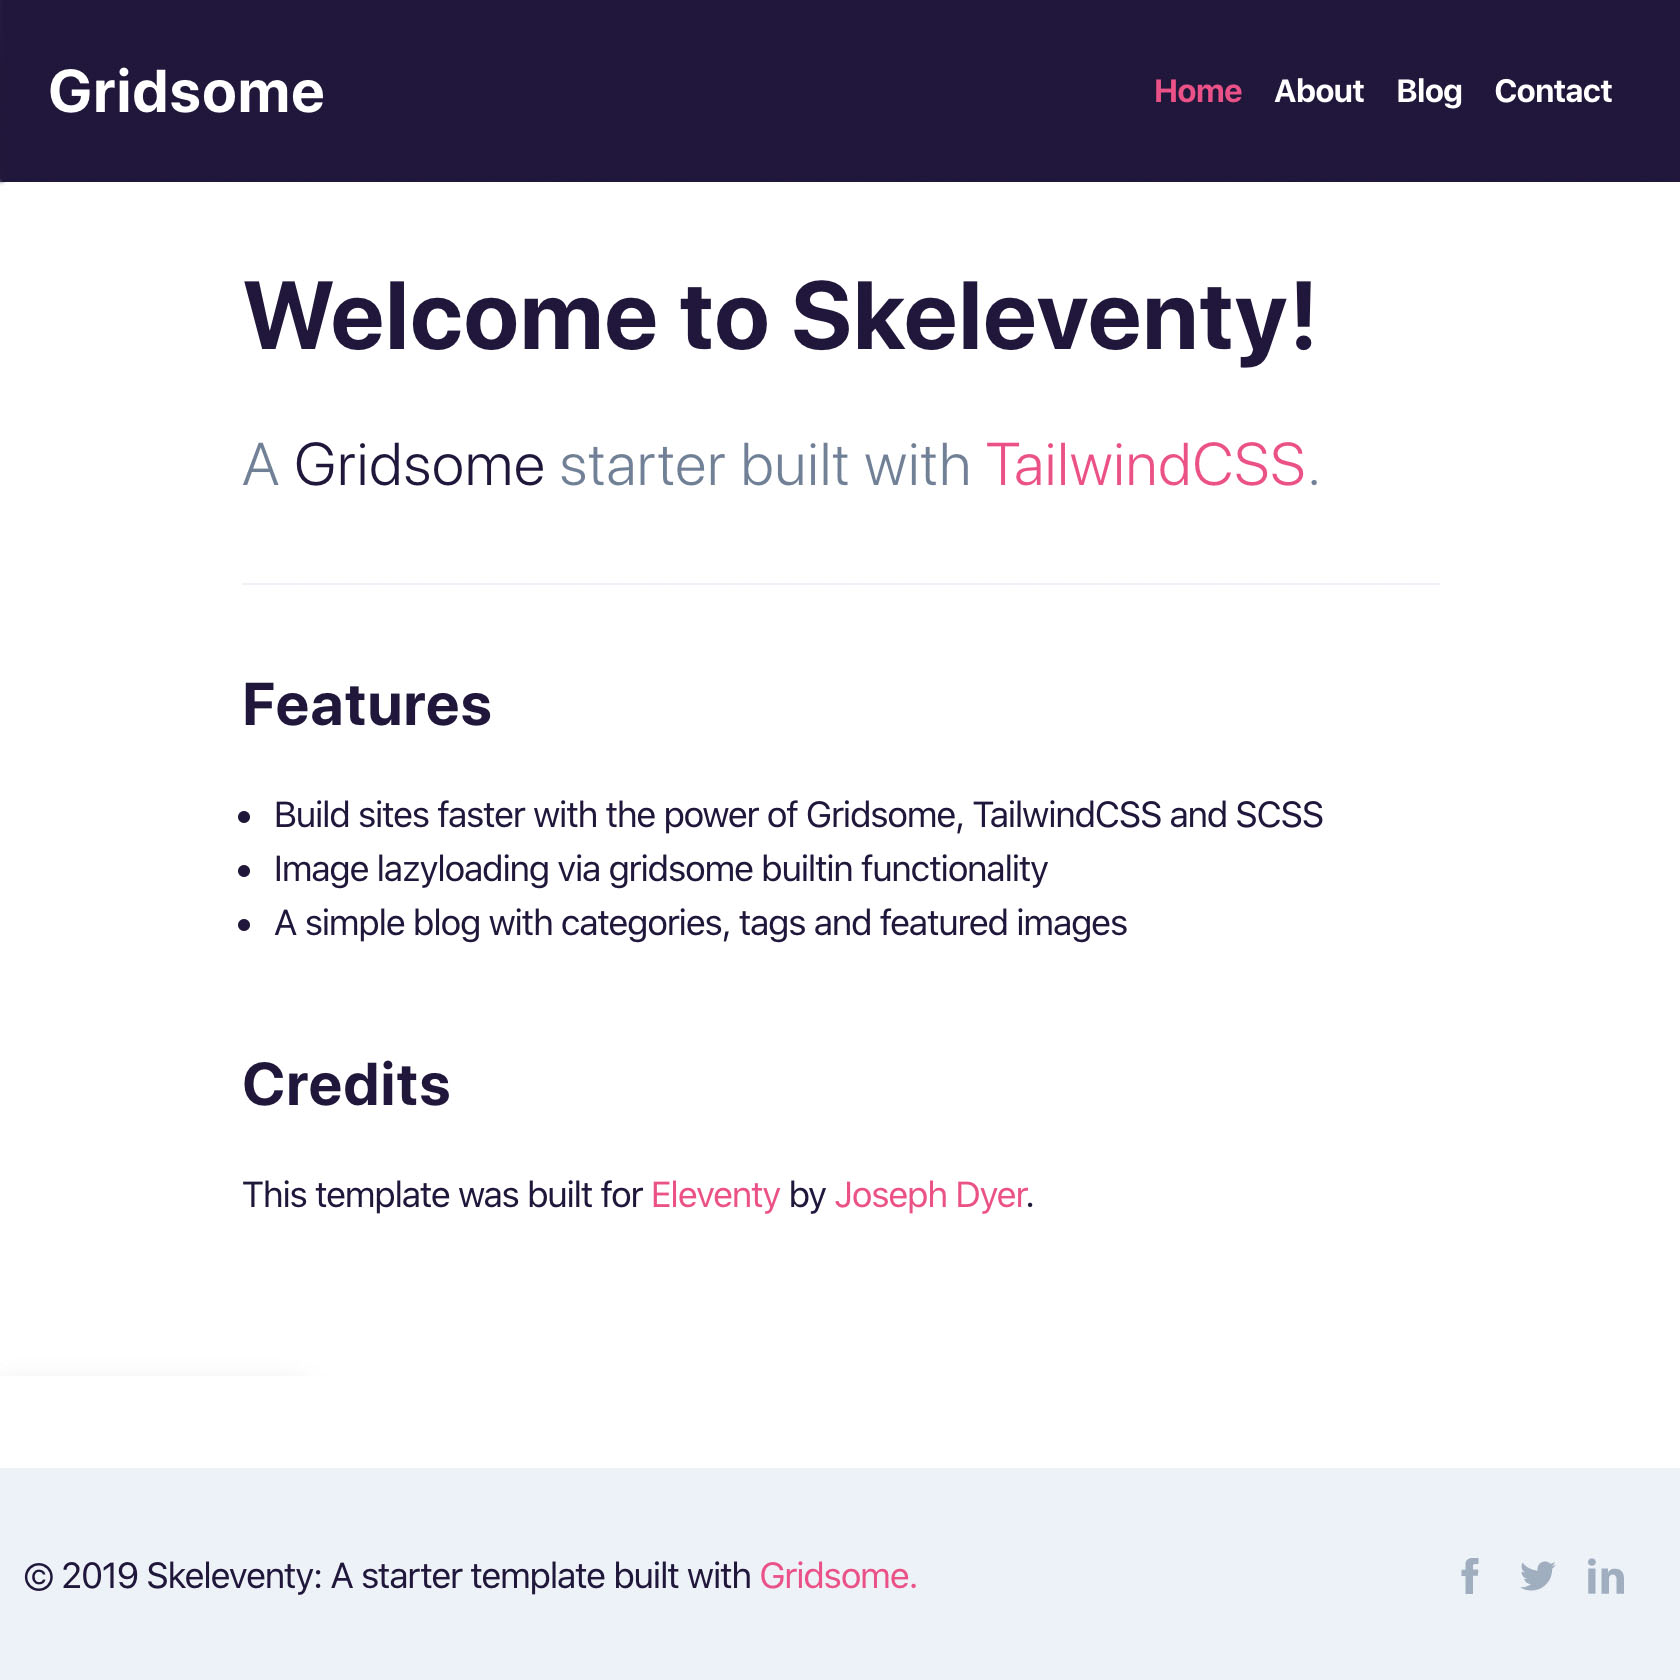 Gridsome
Home About Blog Contact
Welcome to Skeleventy!
A Gridsome starter built with TailwindCSS.
Features
• Build sites faster with the power of Gridsome, TailwindCSS and SCSS
• Image lazyloading via gridsome builtin functionality
• A simple blog with categories, tags and featured images
Credits
This template was built for Eleventy by Joseph Dyer.
© 2019 Skeleventy: A starter template built with Gridsome.